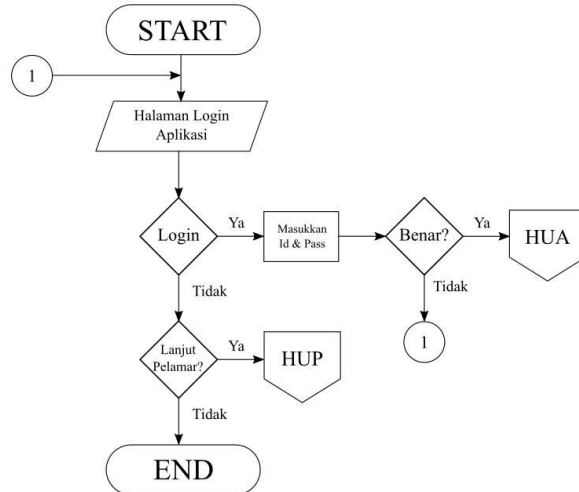 START
1
Halaman Login
Aplikasi
Login
Ya
Masukkan
Id & Pass
Benar?
Ya
HUA
Tidak
Tidak
1
Lanjut
Pelamar?
Ya
HUP
Tidak
END